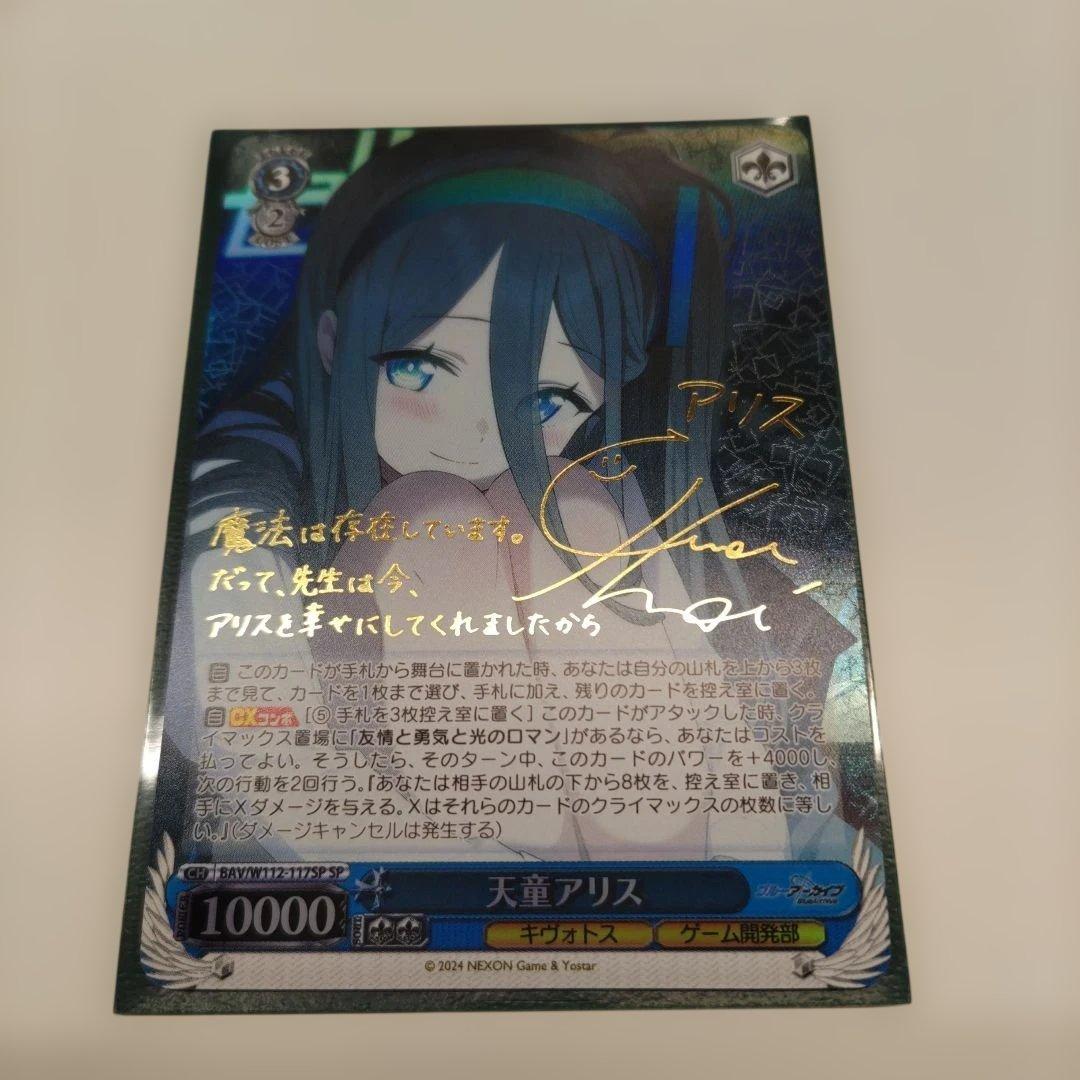 LEVEL
3
2
COST
アリス
魔法は存在しています。
だって、先生は今、
アリスを幸せにしてくれましたから
自 このカードが手札から舞台に置かれた時、あなたは自分の山札を上から3枚
まで見て、カードを1枚まで選び、手札に加え、残りのカードを控え室に置く。
自 CXコンボ [⑤ 手札を3枚控え室に置く] このカードがアタックした時、クラ
イマックス置場に「友情と勇気と光のロマン」があるなら、あなたはコストを
払ってよい。そうしたら、そのターン中、このカードのパワーを+4000し、
次の行動を2回行う。『あなたは相手の山札の下から8枚を、控え室に置き、相
手にXダメージを与える。Xはそれらのカードのクライマックスの枚数に等し
い。』(ダメージキャンセルは発生する)
CH BAV/W112-117SP SP
天童アリス
ブルーアーカイブ
BlueArchive
POWER 10000 SOUL
キヴォトス ゲーム開発部
© 2024 NEXON Game & Yostar